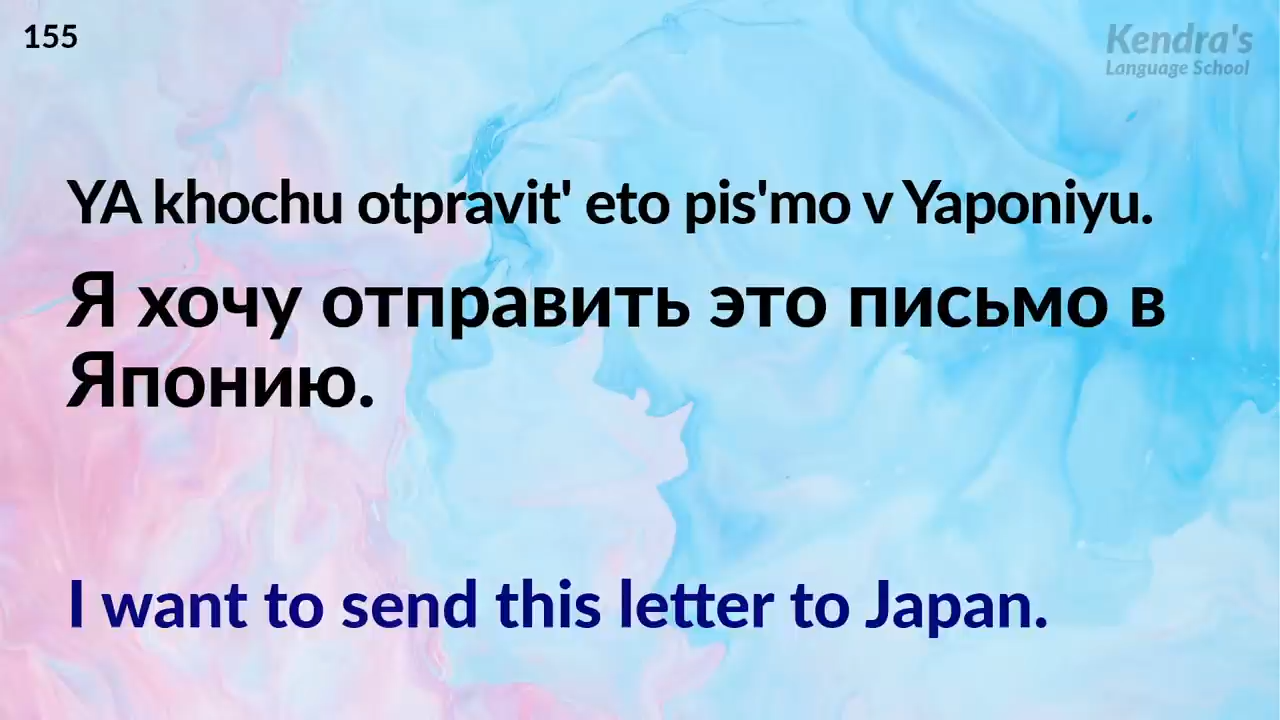 155
Kendra's
Language School
YA khochu otpravit' eto pis'mo v Yaponiyu.
Я хочу отправить это письмо в
Японию.
I want to send this letter to Japan.